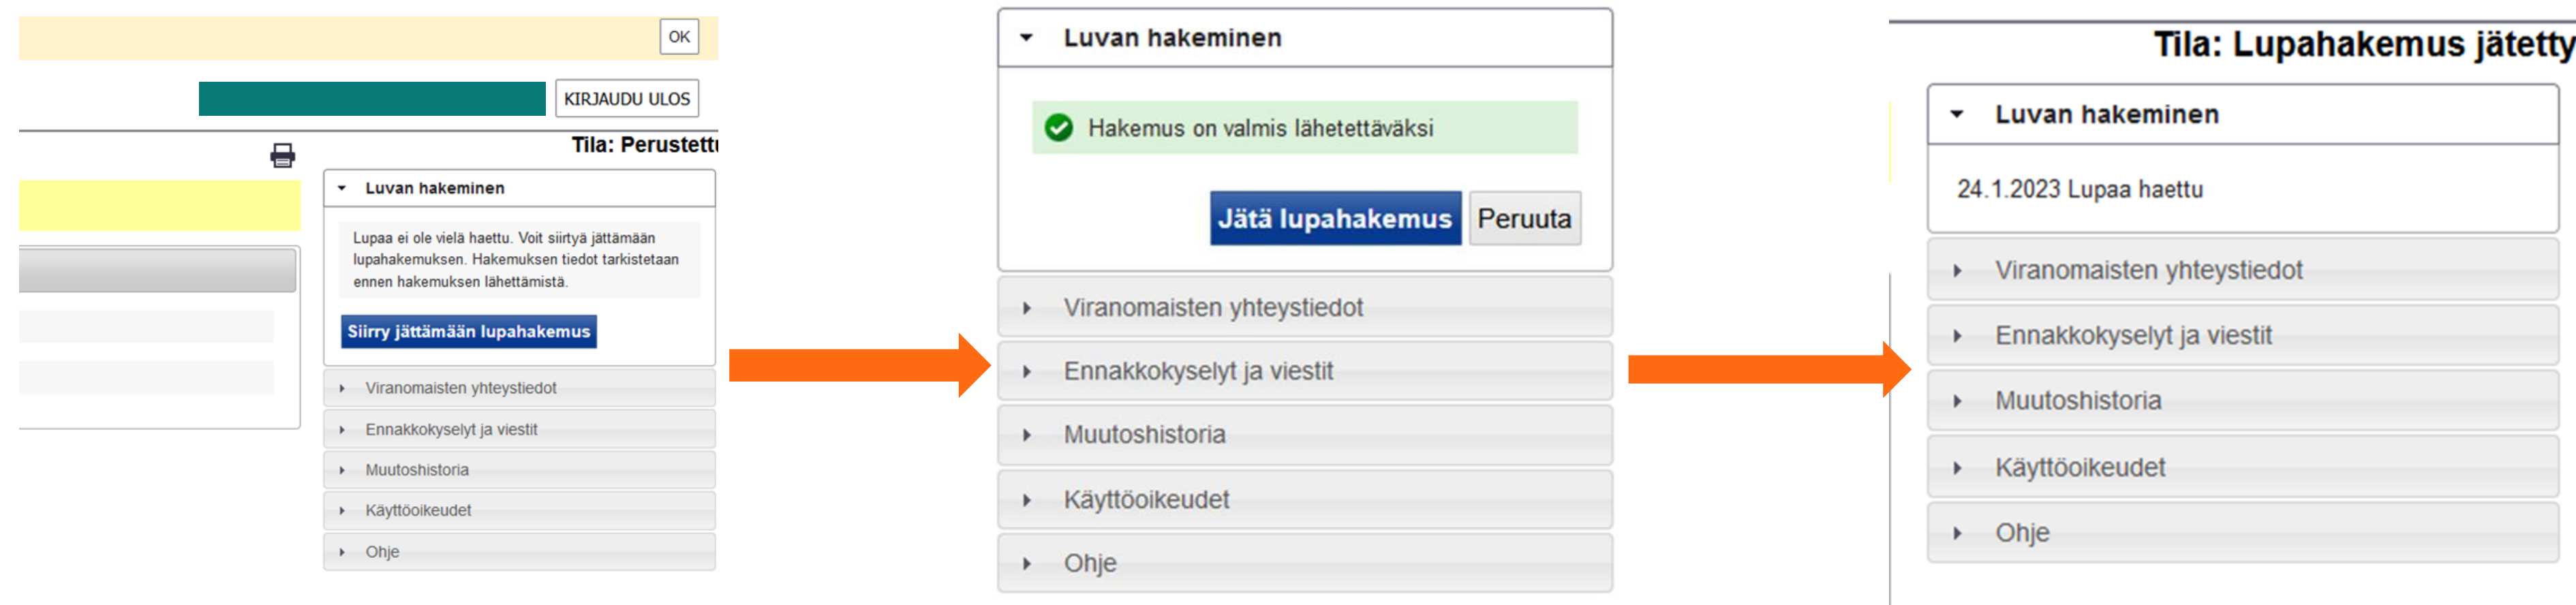 OK
KIRJAUDU ULOS
Tila: Perustettu
Luvan hakeminen
Lupaa ei ole vielä haettu. Voit siirtyä jättämään
lupahakemuksen. Hakemuksen tiedot tarkistetaan
ennen hakemuksen lähettämistä.
Siirry jättämään lupahakemus
Viranomaisten yhteystiedot
Ennakkokyselyt ja viestit
Muutoshistoria
Käyttöoikeudet
Ohje
Luvan hakeminen
Hakemus on valmis lähetettäväksi
Jätä lupahakemus Peruuta
Viranomaisten yhteystiedot
Ennakkokyselyt ja viestit
Muutoshistoria
Käyttöoikeudet
Ohje
Tila: Lupahakemus jätetty
Luvan hakeminen
24.1.2023 Lupaa haettu
Viranomaisten yhteystiedot
Ennakkokyselyt ja viestit
Muutoshistoria
Käyttöoikeudet
Ohje